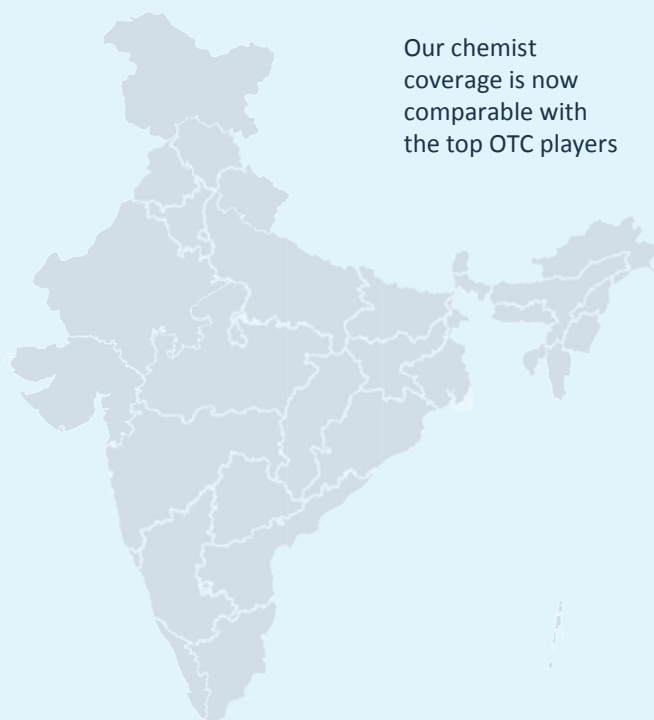 Our chemist
coverage is now
comparable with
the top OTC players